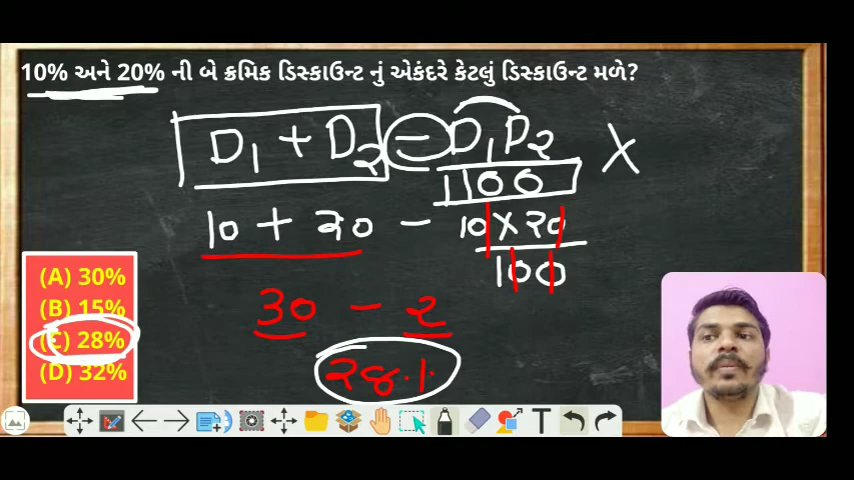 10% અને 20% ની બે ક્રમિક ડિસ્કાઉન્ટ નું એકંદરે કેટલું ડિસ્કાઉન્ટ મળે?
D₁ + D₂ − D₁D₂ X
100
10 + 20 − 10 X 20
100
30 − 2
28%
(A) 30%
(B) 15%
(C) 28%
(D) 32%
T